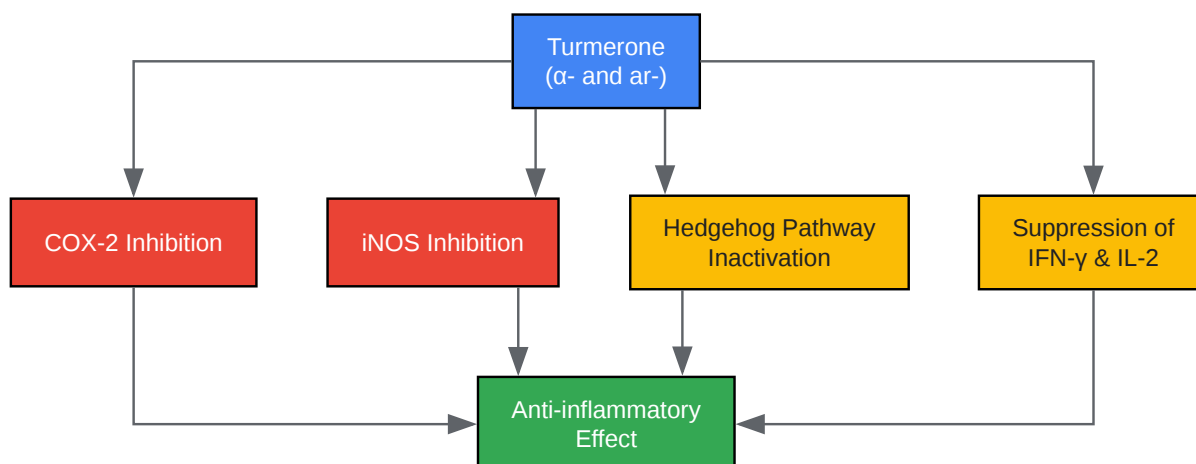 Turmerone
(α- and ar-)
COX-2 Inhibition
iNOS Inhibition
Hedgehog Pathway
Inactivation
Suppression of
IFN-γ & IL-2
Anti-inflammatory
Effect